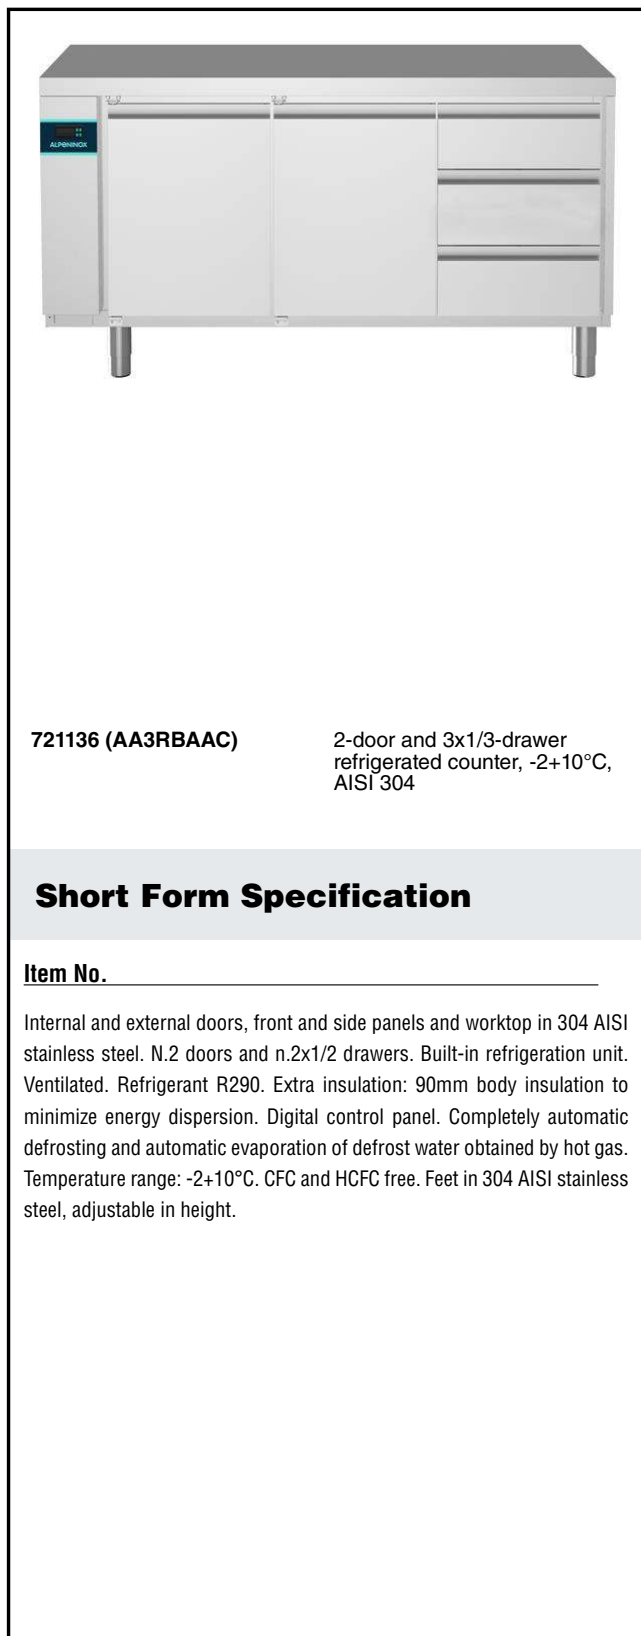 ALPENINOX
721136 (AA3RBAAC)
2-door and 3x1/3-drawer
refrigerated counter, -2+10°C,
AISI 304
Short Form Specification
Item No.
Internal and external doors, front and side panels and worktop in 304 AISI
stainless steel. N.2 doors and n.2x1/2 drawers. Built-in refrigeration unit.
Ventilated. Refrigerant R290. Extra insulation: 90mm body insulation to
minimize energy dispersion. Digital control panel. Completely automatic
defrosting and automatic evaporation of defrost water obtained by hot gas.
Temperature range: -2+10°C. CFC and HCFC free. Feet in 304 AISI stainless
steel, adjustable in height.